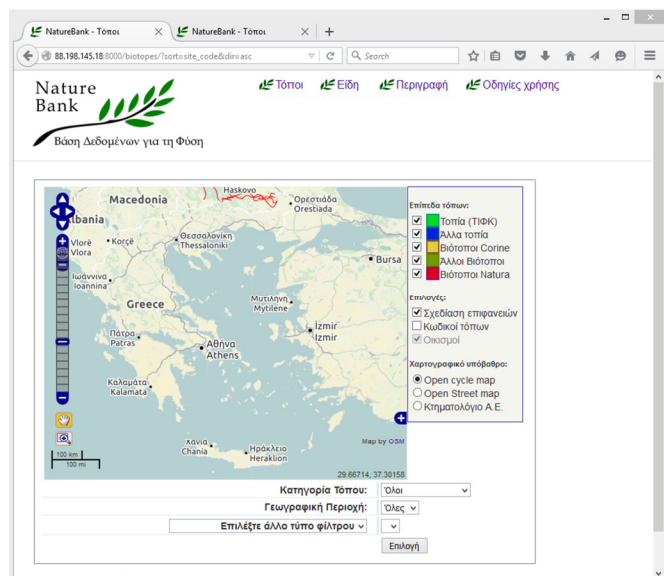 NatureBank - Τόποι
NatureBank - Τόποι
88.198.145.18:8000/biotopes/?sort=site_code&dir=asc
Search
Nature
Bank
Βάση Δεδομένων για τη Φύση
Τόποι
Είδη
Περιγραφή
Οδηγίες χρήσης
Haskovo
Macedonia
Ορεστιάδα
Orestiada
lbania
Vlorë
Vlora
Korçë
Θεσσαλονίκη
Thessaloniki
Bursa
Ιωάννινα
Ioannina
Greece
Μυτιλήνη
Mytilene
İzmir
Izmir
Πάτρα
Patras
Αθήνα
Athens
Καλαμάτα
Kalamata
Χανιά
Chania
Ηράκλειο
Heraklion
Map by OSM
100 km
100 mi
29.66714, 37.30158
Επίπεδα τόπων:
Τοπία (ΤΙΦΚ)
Άλλα τοπία
Βιότοποι Corine
Άλλοι Βιότοποι
Βιότοποι Natura
Επιλογές:
Σχεδίαση επιφανειών
Κωδικοί τόπων
Οικισμοί
Χαρτογραφικό υπόβαθρο:
Open cycle map
Open Street map
Κτηματολόγιο Α.Ε.
Κατηγορία Τόπου: Όλοι
Γεωγραφική Περιοχή: Όλες
Επιλέξτε άλλο τύπο φίλτρου
Επιλογή